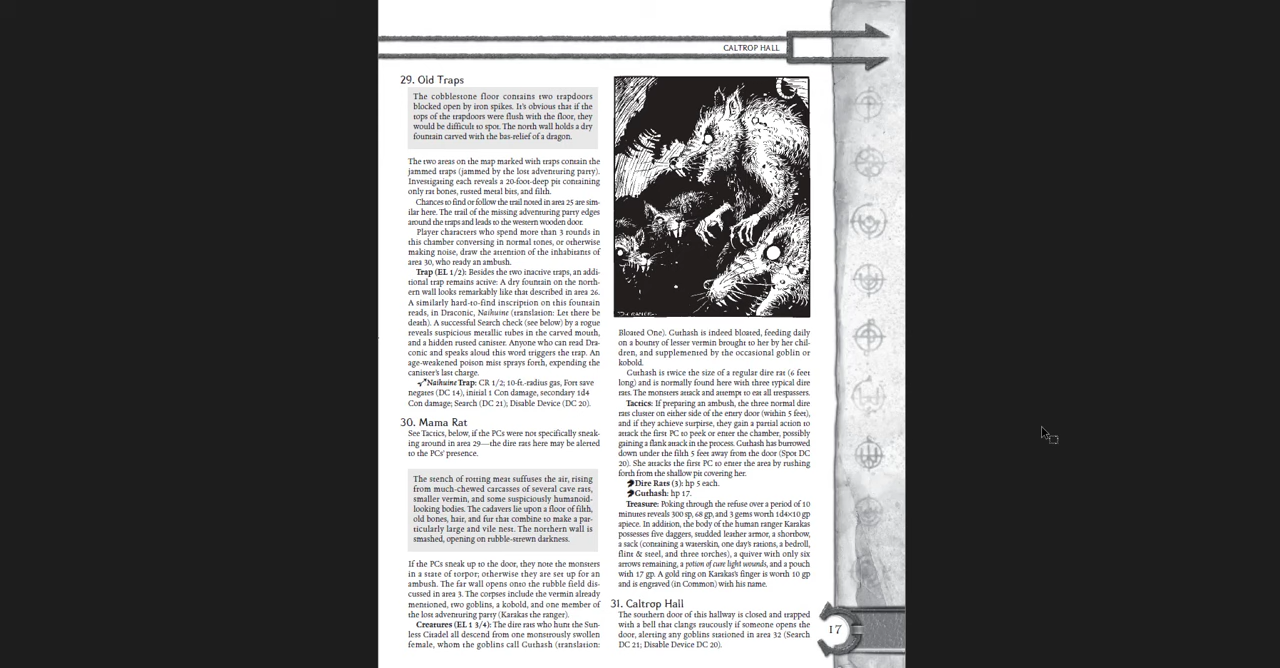 CALTROP HALL
29. Old Traps
The cobblestone floor contains two trapdoors
blocked open by iron spikes. It's obvious that if the
tops of the trapdoors were flush with the floor, they
would be difficult to spot. The north wall holds a dry
fountain carved with the bas-relief of a dragon.
The two areas on the map marked with traps contain the
jammed traps (jammed by the lost adventuring party).
Investigating each reveals a 20-foot-deep pit containing
only rat bones, rusted metal bits, and filth.
Chances to find or follow the trail noted in area 25 are sim-
ilar here. The trail of the missing adventuring party edges
around the traps and leads to the western wooden door.
Player characters who spend more than 3 rounds in
this chamber conversing in normal tones, or otherwise
making noise, draw the attention of the inhabitants of
area 30, who ready an ambush.
Trap (EL 1/2): Besides the two inactive traps, an addi-
tional trap remains active: A dry fountain on the north-
ern wall looks remarkably like that described in area 26.
A similarly hard-to-find inscription on this fountain
reads, in Draconic, Naihuine (translation: Let there be
death). A successful Search check (see below) by a rogue
reveals suspicious metallic tubes in the carved mouth,
and a hidden rusted canister. Anyone who can read Dra-
conic and speaks aloud this word triggers the trap. An
age-weakened poison mist sprays forth, expending the
canister's last charge.
Naihuine Trap: CR 1/2; 10-ft.-radius gas, Fort save
negates (DC 14), initial 1 Con damage, secondary 1d4
Con damage; Search (DC 21); Disable Device (DC 20).
30. Mama Rat
See Tactics, below, if the PCs were not specifically sneak-
ing around in area 29—the dire rats here may be alerted
to the PCs' presence.
The stench of rotting meat suffuses the air, rising
from much-chewed carcasses of several cave rats,
smaller vermin, and some suspiciously humanoid-
looking bodies. The cadavers lie upon a floor of filth,
old bones, hair, and fur that combine to make a par-
ticularly large and vile nest. The northern wall is
smashed, opening on rubble-strewn darkness.
If the PCs sneak up to the door, they note the monsters
in a state of torpor; otherwise they are set up for an
ambush. The far wall opens onto the rubble field dis-
cussed in area 3. The corpses include the vermin already
mentioned, two goblins, a kobold, and one member of
the lost adventuring party (Karakas the ranger).
Creatures (EL 1 3/4): The dire rats who hunt the Sun-
less Citadel all descend from one monstrously swollen
female, whom the goblins call Guthash (translation:
Bloated One). Guthash is indeed bloated, feeding daily
on a bounty of lesser vermin brought to her by her chil-
dren, and supplemented by the occasional goblin or
kobold.
Guthash is twice the size of a regular dire rat (6 feet
long) and is normally found here with three typical dire
rats. The monsters attack and attempt to eat all trespassers.
Tactics: If preparing an ambush, the three normal dire
rats cluster on either side of the entry door (within 5 feet),
and if they achieve surprise, they gain a partial action to
attack the first PC to peek or enter the chamber, possibly
gaining a flank attack in the process. Guthash has burrowed
down under the filth 5 feet away from the door (Spot DC
20). She attacks the first PC to enter the area by rushing
forth from the shallow pit covering her.
Dire Rats (3): hp 5 each.
Guthash: hp 17.
Treasure: Poking through the refuse over a period of 10
minutes reveals 300 sp, 68 gp, and 3 gems worth 1d4×10 gp
apiece. In addition, the body of the human ranger Karakas
possesses five daggers, studded leather armor, a shortbow,
a sack (containing a waterskin, one day's rations, a bedroll,
flint & steel, and three torches), a quiver with only six
arrows remaining, a potion of cure light wounds, and a pouch
with 17 gp. A gold ring on Karakas's finger is worth 10 gp
and is engraved (in Common) with his name.
31. Caltrop Hall
The southern door of this hallway is closed and trapped
with a bell that clangs raucously if someone opens the
door, alerting any goblins stationed in area 32 (Search
DC 21; Disable Device DC 20).
17